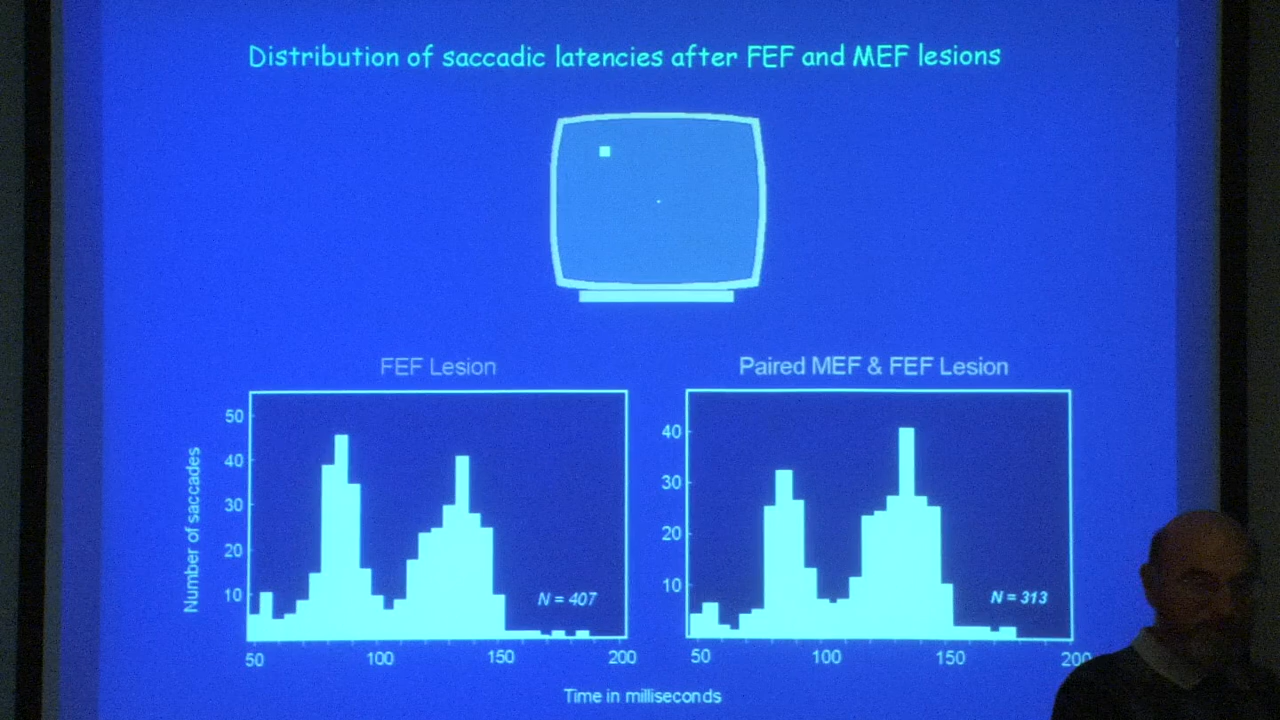 Distribution of saccadic latencies after FEF and MEF lesions
FEF Lesion
Paired MEF & FEF Lesion
Number of saccades
50
40
30
20
10
N = 407
50
100
150
200
40
30
20
10
N = 313
50
100
150
200
Time in milliseconds